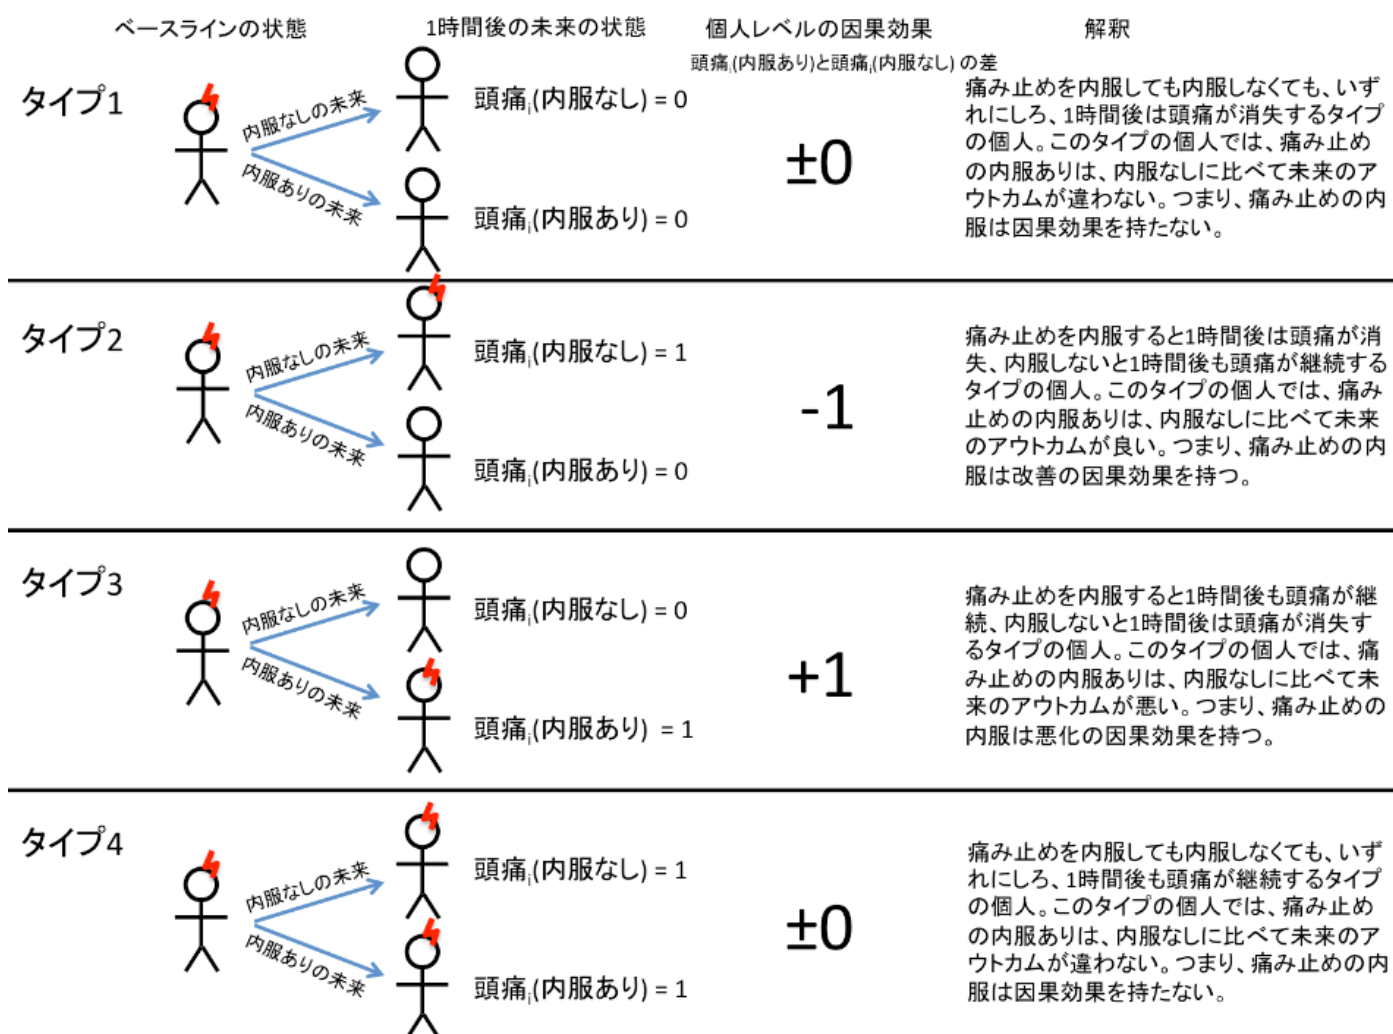 ベースラインの状態
1時間後の未来の状態
個人レベルの因果効果
頭痛i(内服あり)と頭痛i(内服なし) の差
解釈
タイプ1
内服なしの未来
内服ありの未来
頭痛i(内服なし) = 0
頭痛i(内服あり) = 0
±0
痛み止めを内服しても内服しなくても、いず
れにしろ、1時間後は頭痛が消失するタイプ
の個人。このタイプの個人では、痛み止め
の内服ありは、内服なしに比べて未来のア
ウトカムが違わない。つまり、痛み止めの内
服は因果効果を持たない。
タイプ2
内服なしの未来
内服ありの未来
頭痛i(内服なし) = 1
頭痛i(内服あり) = 0
-1
痛み止めを内服すると1時間後は頭痛が消
失、内服しないと1時間後も頭痛が継続する
タイプの個人。このタイプの個人では、痛み
止めの内服ありは、内服なしに比べて未来
のアウトカムが良い。つまり、痛み止めの内
服は改善の因果効果を持つ。
タイプ3
内服なしの未来
内服ありの未来
頭痛i(内服なし) = 0
頭痛i(内服あり) = 1
+1
痛み止めを内服すると1時間後も頭痛が継
続、内服しないと1時間後は頭痛が消失す
るタイプの個人。このタイプの個人では、痛
み止めの内服ありは、内服なしに比べて未
来のアウトカムが悪い。つまり、痛み止めの
内服は悪化の因果効果を持つ。
タイプ4
内服なしの未来
内服ありの未来
頭痛i(内服なし) = 1
頭痛i(内服あり) = 1
±0
痛み止めを内服しても内服しなくても、いず
れにしろ、1時間後も頭痛が継続するタイプ
の個人。このタイプの個人では、痛み止め
の内服ありは、内服なしに比べて未来のア
ウトカムが違わない。つまり、痛み止めの内
服は因果効果を持たない。